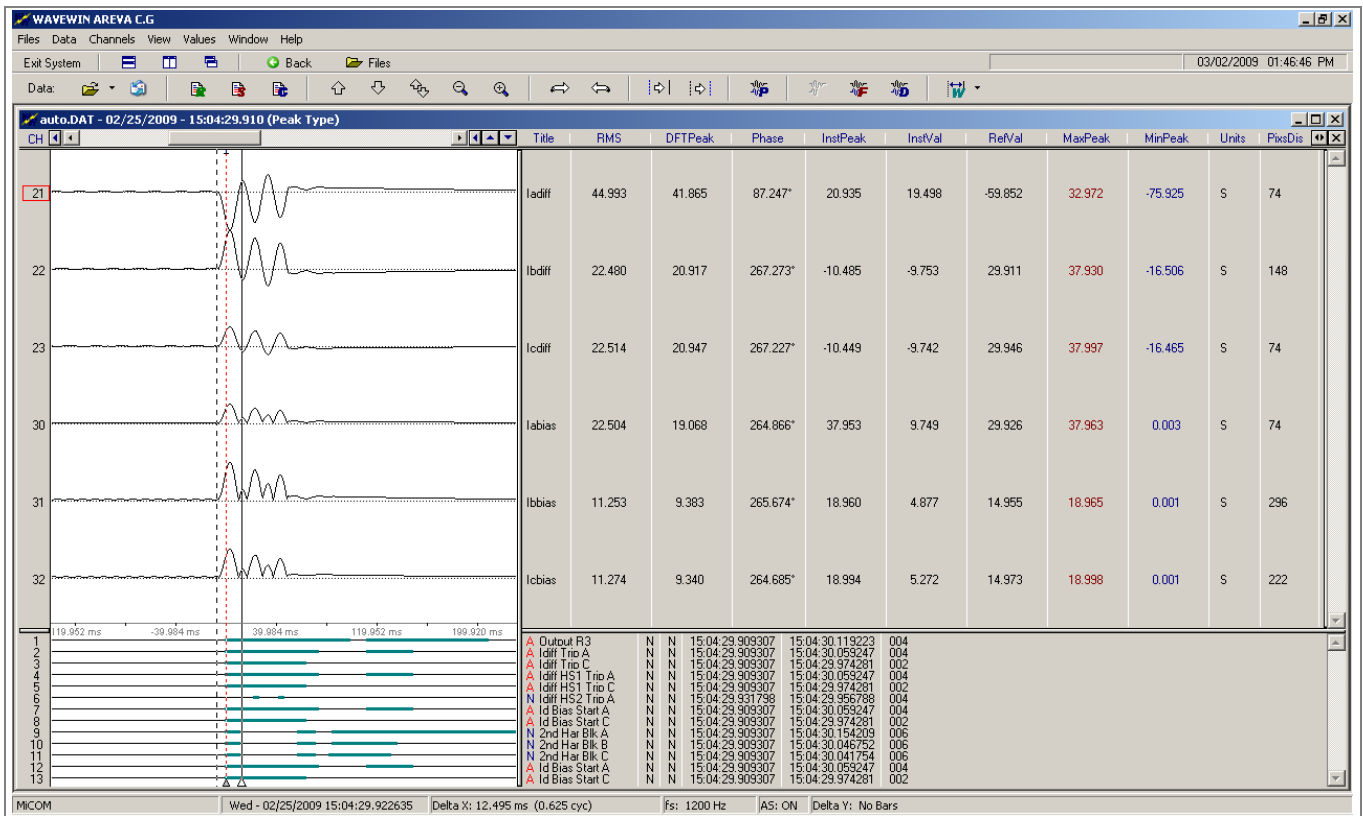 WAVEWIN AREVA C.G
Files Data Channels View Values Window Help
Exit System Back Files 03/02/2009 01:46:46 PM
Data:
auto.DAT - 02/25/2009 - 15:04:29.910 (Peak Type)
CH Title RMS DFTPeak Phase InstPeak InstVal RefVal MaxPeak MinPeak Units PixsDis
21 Iadiff 44.993 41.865 87.247° 20.935 19.498 -59.852 32.972 -75.925 S 74
22 Ibdiff 22.480 20.917 267.273° -10.485 -9.753 29.911 37.930 -16.506 S 148
23 Icdiff 22.514 20.947 267.227° -10.449 -9.742 29.946 37.997 -16.465 S 74
30 Iabias 22.504 19.068 264.866° 37.953 9.749 29.926 37.963 0.003 S 74
31 Ibbias 11.253 9.383 265.674° 18.960 4.877 14.955 18.965 0.001 S 296
32 Icbias 11.274 9.340 264.685° 18.994 5.272 14.973 18.998 0.001 S 222
119.952 ms -39.984 ms 39.984 ms 119.952 ms 199.920 ms
1 A Output R3 N N 15:04:29.909307 15:04:30.119223 004
2 A Idiff Trip A N N 15:04:29.909307 15:04:30.059247 004
3 A Idiff Trip C N N 15:04:29.909307 15:04:29.974281 002
4 A Idiff HS1 Trip A N N 15:04:29.909307 15:04:30.059247 004
5 A Idiff HS1 Trip C N N 15:04:29.909307 15:04:29.974281 002
6 N Idiff HS2 Trip A N N 15:04:29.931798 15:04:29.956788 004
7 A Id Bias Start A N N 15:04:29.909307 15:04:30.059247 004
8 A Id Bias Start C N N 15:04:29.909307 15:04:29.974281 002
9 N 2nd Har Blk A N N 15:04:29.909307 15:04:30.154209 006
10 N 2nd Har Blk B N N 15:04:29.909307 15:04:30.046752 006
11 N 2nd Har Blk C N N 15:04:29.909307 15:04:30.041754 006
12 A Id Bias Start A N N 15:04:29.909307 15:04:30.059247 004
13 A Id Bias Start C N N 15:04:29.909307 15:04:29.974281 002
MiCOM Wed - 02/25/2009 15:04:29.922635 Delta X: 12.495 ms (0.625 cyc) fs: 1200 Hz AS: ON Delta Y: No Bars